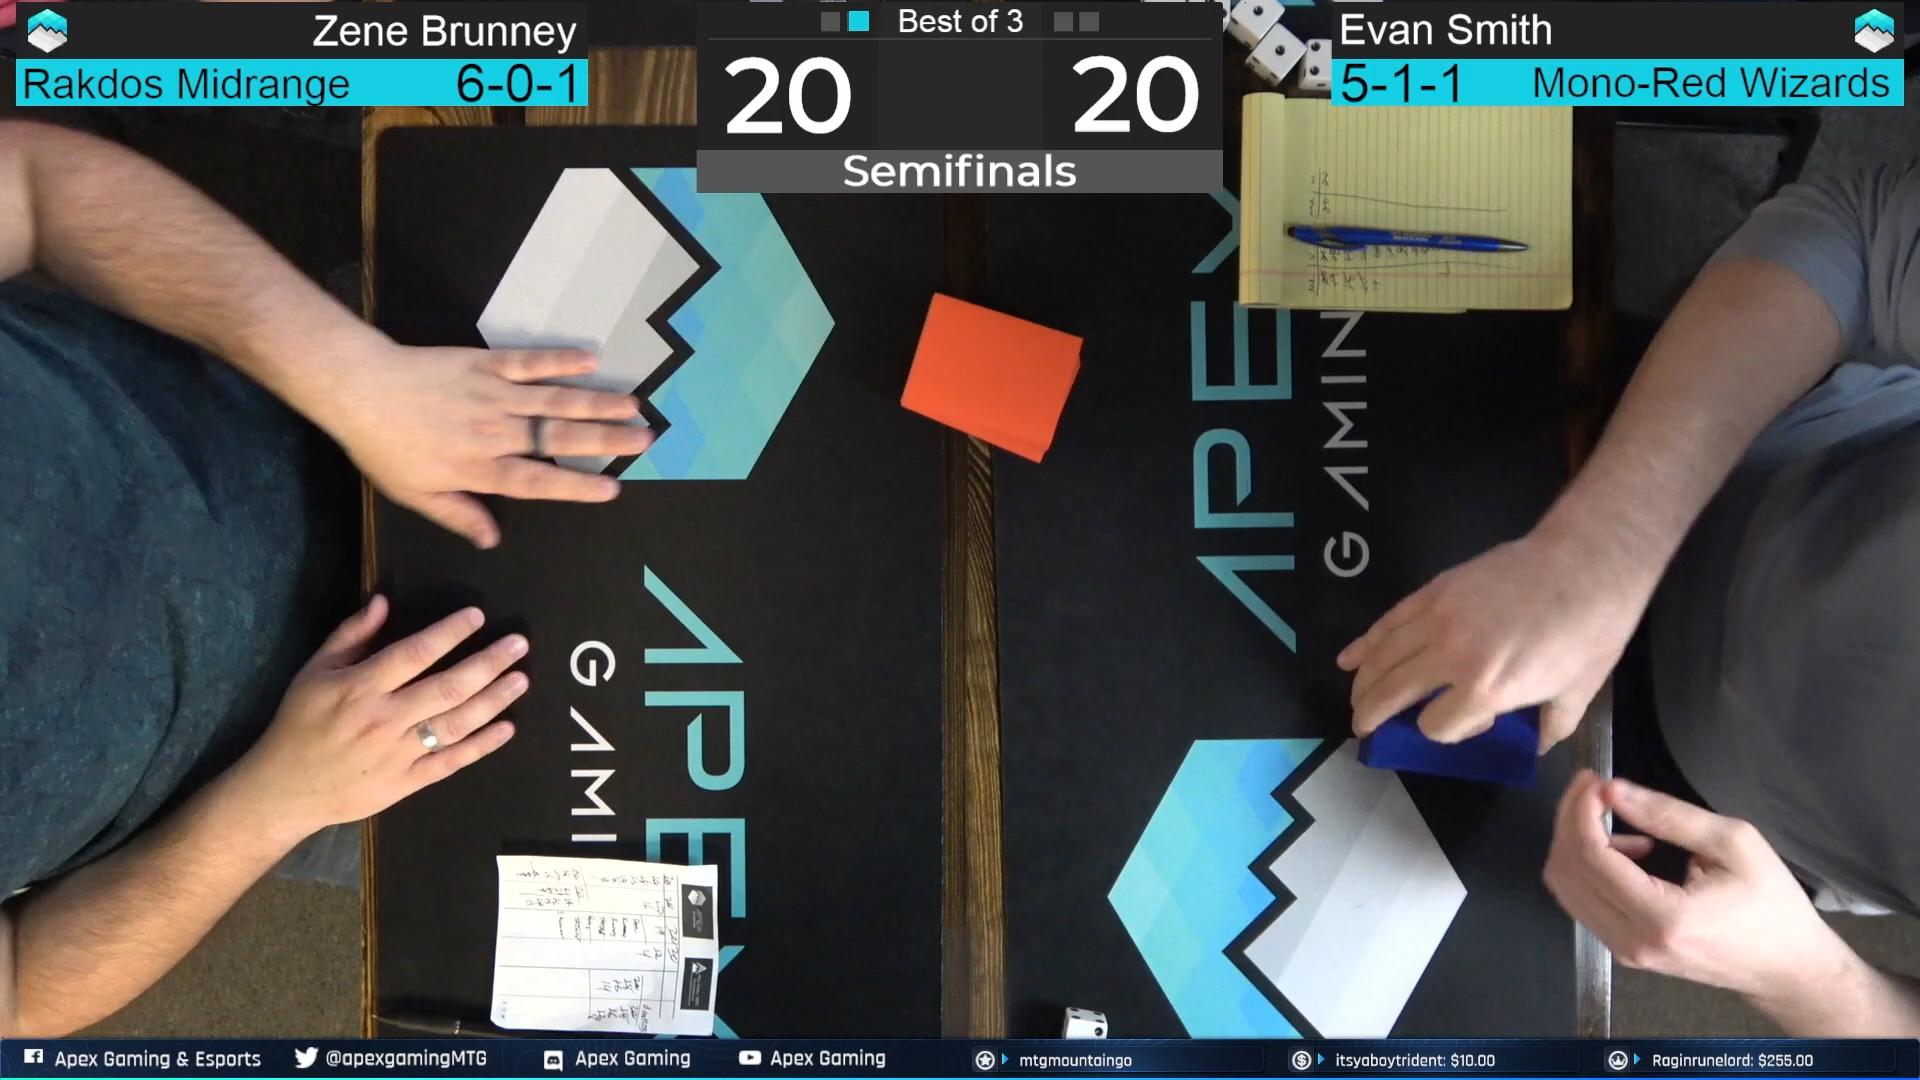 Zene Brunney
Rakdos Midrange 6-0-1
Best of 3
20 20
Semifinals
Evan Smith
5-1-1 Mono-Red Wizards
APEX
GAMING
APEX
GAMI
Apex Gaming & Esports
@apexgamingMTG
Apex Gaming
Apex Gaming
mtgmountaingo
itsyaboytrident: $10.00
Raginrunelord: $255.00